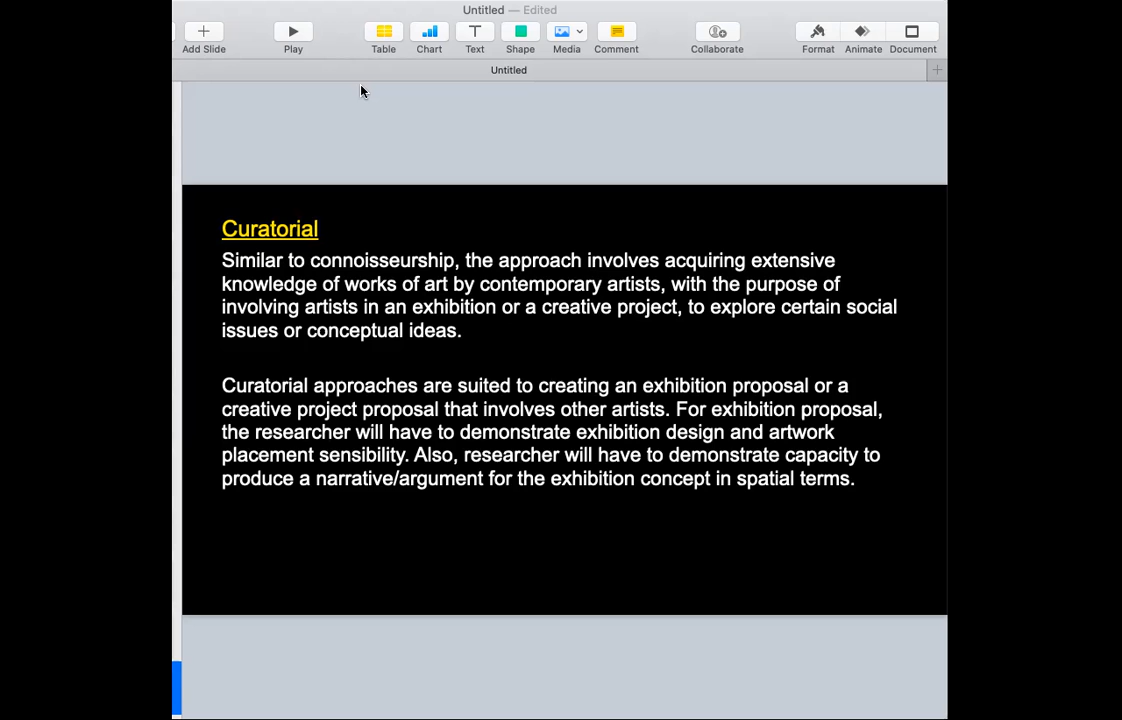 Untitled — Edited
Add Slide
Play
Table
Chart
Text
Shape
Media
Comment
Collaborate
Format
Animate
Document
Untitled
Curatorial
Similar to connoisseurship, the approach involves acquiring extensive
knowledge of works of art by contemporary artists, with the purpose of
involving artists in an exhibition or a creative project, to explore certain social
issues or conceptual ideas.
Curatorial approaches are suited to creating an exhibition proposal or a
creative project proposal that involves other artists. For exhibition proposal,
the researcher will have to demonstrate exhibition design and artwork
placement sensibility. Also, researcher will have to demonstrate capacity to
produce a narrative/argument for the exhibition concept in spatial terms.